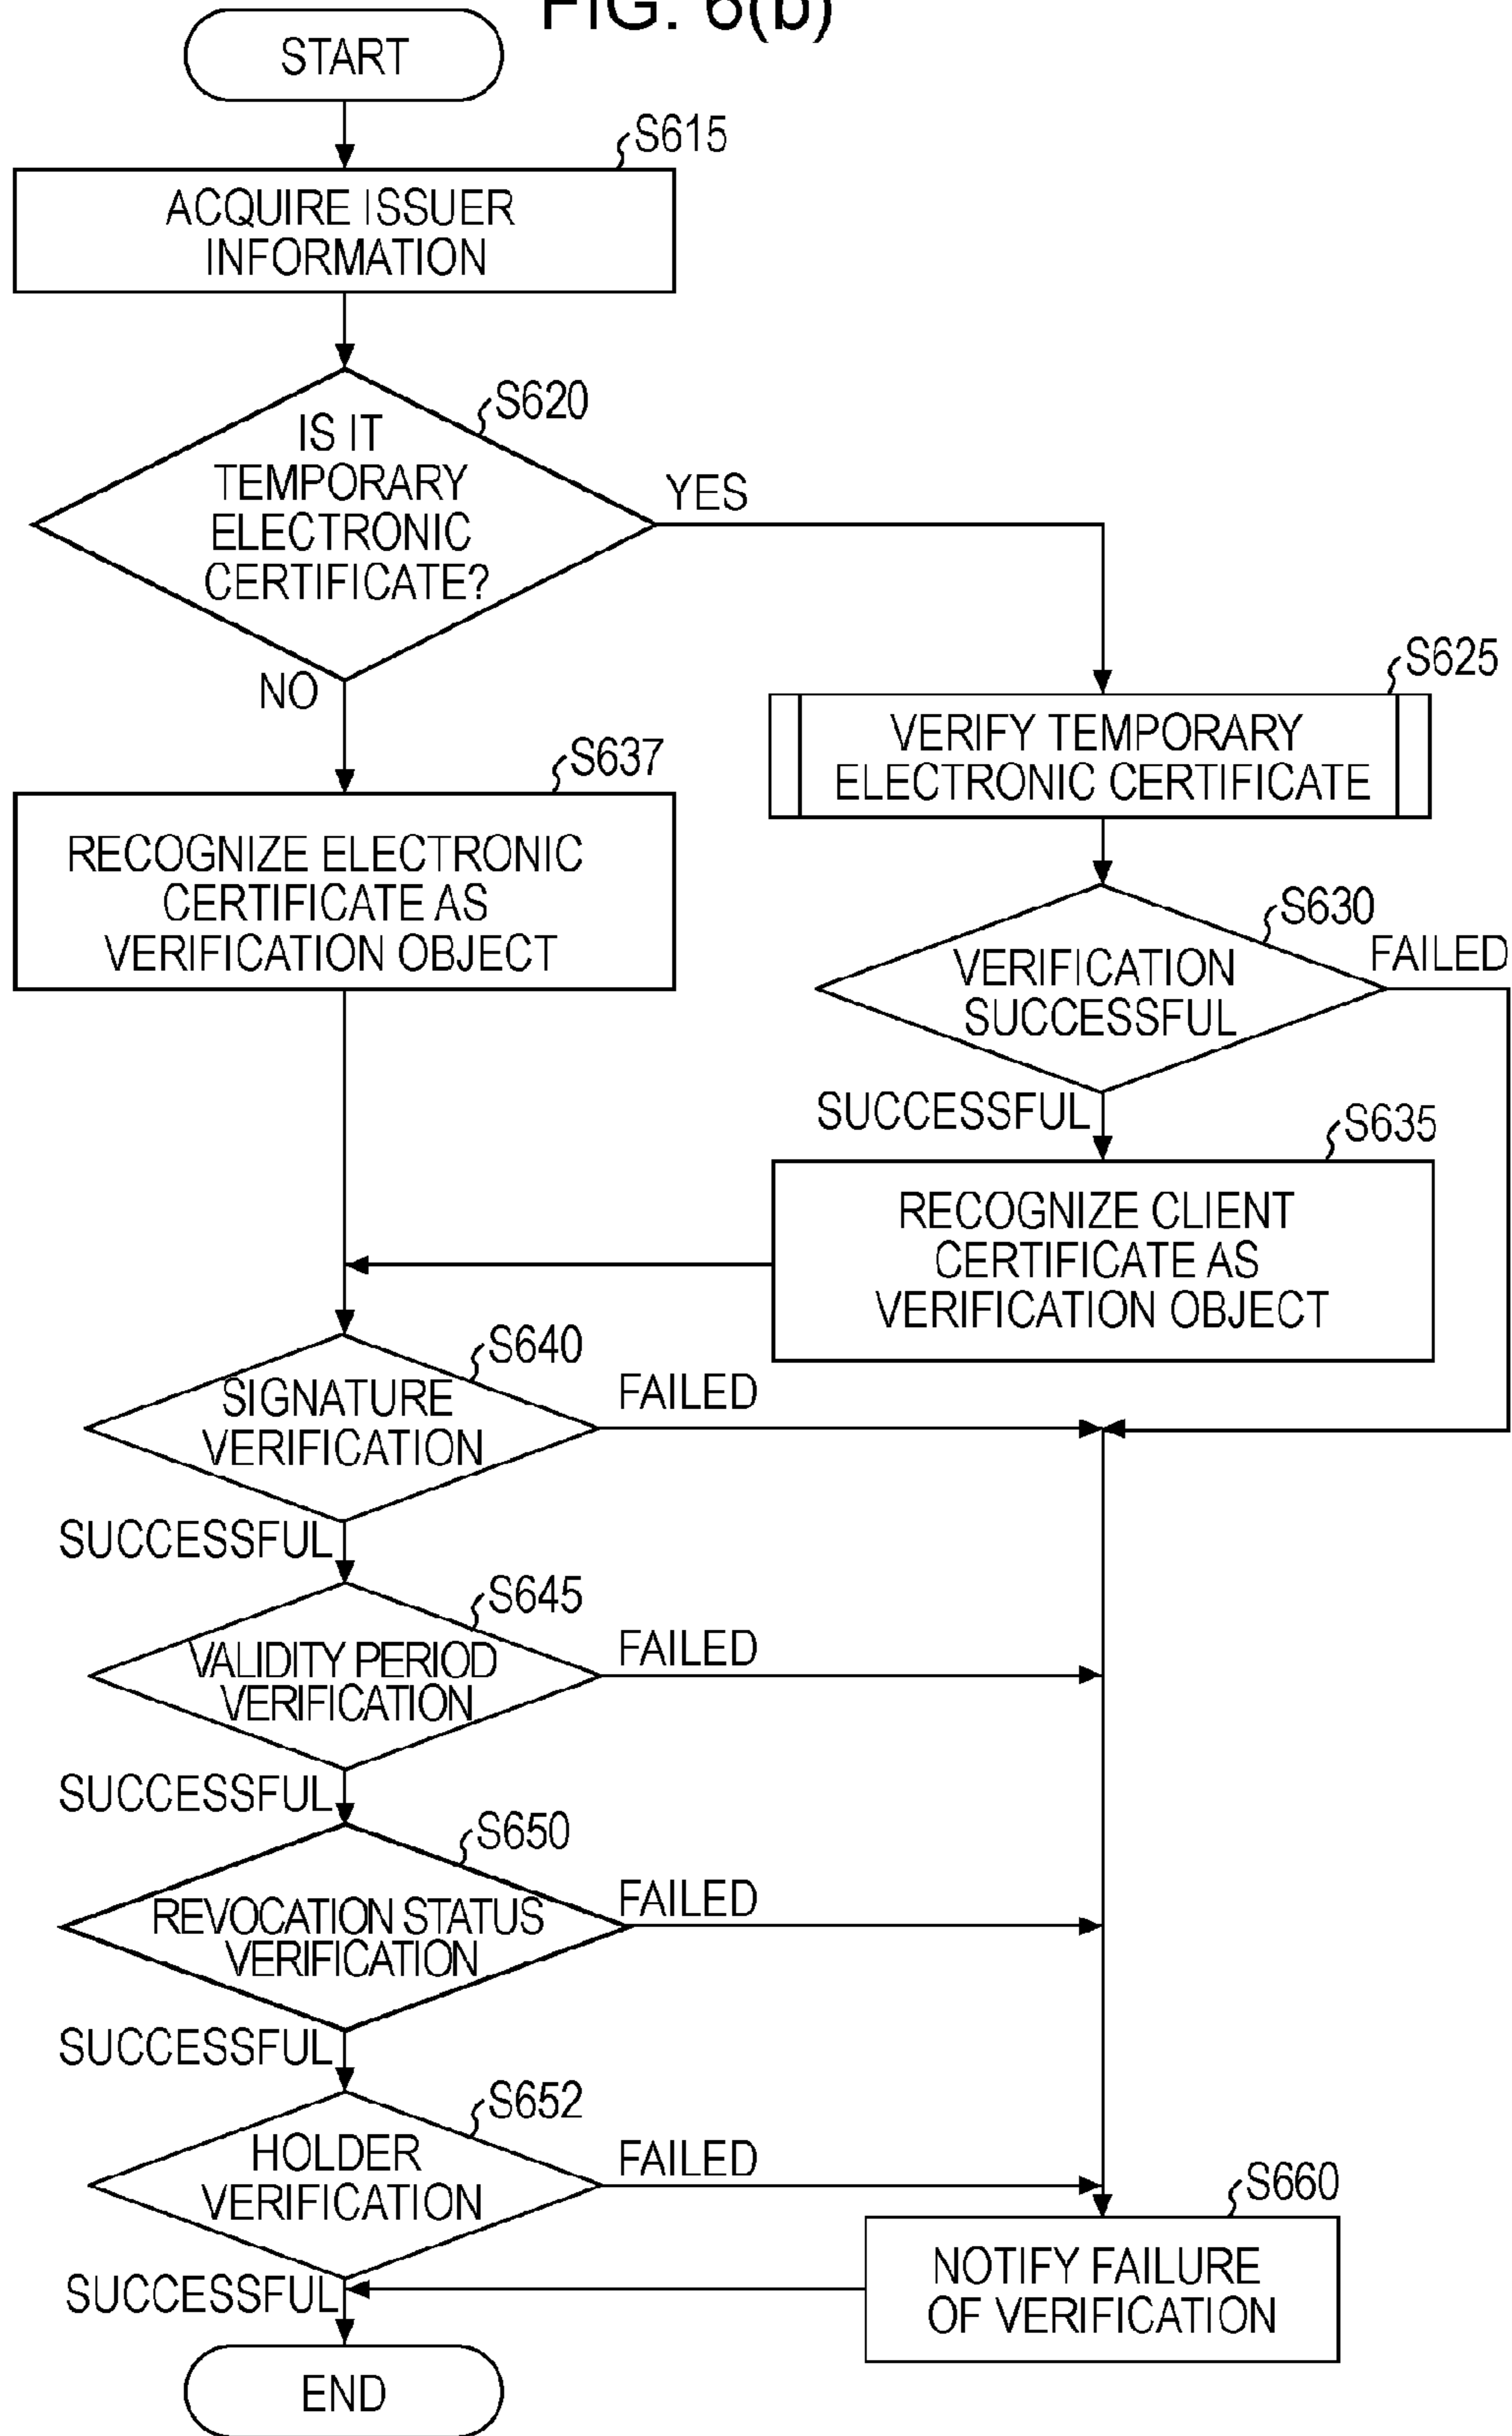 FIG. 6(b)
START
S615
ACQUIRE ISSUER
INFORMATION
S620
IS IT
TEMPORARY
ELECTRONIC
CERTIFICATE?
YES
NO
S625
VERIFY TEMPORARY
ELECTRONIC CERTIFICATE
S637
RECOGNIZE ELECTRONIC
CERTIFICATE AS
VERIFICATION OBJECT
S630
VERIFICATION
SUCCESSFUL
FAILED
SUCCESSFUL
S635
RECOGNIZE CLIENT
CERTIFICATE AS
VERIFICATION OBJECT
S640
SIGNATURE
VERIFICATION
FAILED
SUCCESSFUL
S645
VALIDITY PERIOD
VERIFICATION
FAILED
SUCCESSFUL
S650
REVOCATION STATUS
VERIFICATION
FAILED
SUCCESSFUL
S652
HOLDER
VERIFICATION
FAILED
SUCCESSFUL
S660
NOTIFY FAILURE
OF VERIFICATION
END